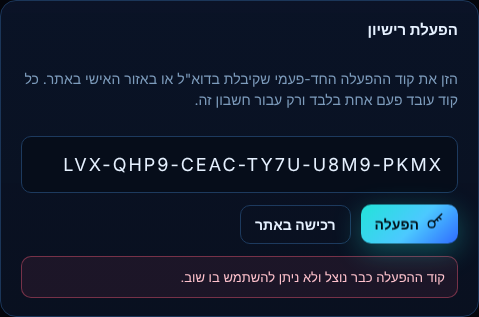 הפעלת רישיון
הזן את קוד ההפעלה החד-פעמי שקיבלת בדוא"ל או באזור האישי באתר. כל
קוד עובד פעם אחת בלבד ורק עבור חשבון זה.
LVX-QHP9-CEAC-TY7U-U8M9-PKMX
הפעלה
רכישה באתר
קוד ההפעלה כבר נוצל ולא ניתן להשתמש בו שוב.